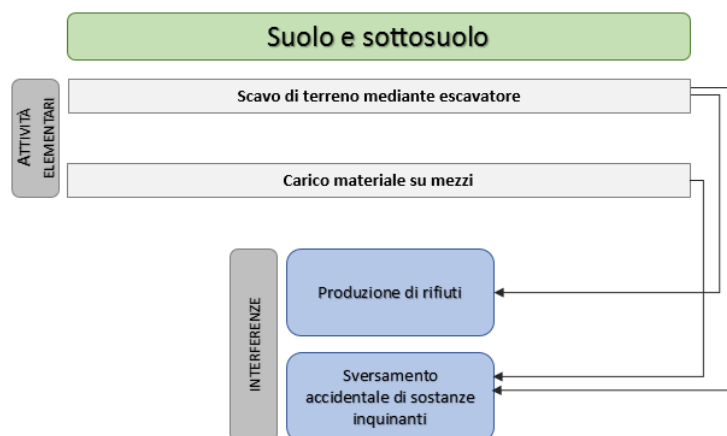 Suolo e sottosuolo
ATTIVITÀ
ELEMENTARI
Scavo di terreno mediante escavatore
Carico materiale su mezzi
INTERFERENZE
Produzione di rifiuti
Sversamento
accidentale di sostanze
inquinanti